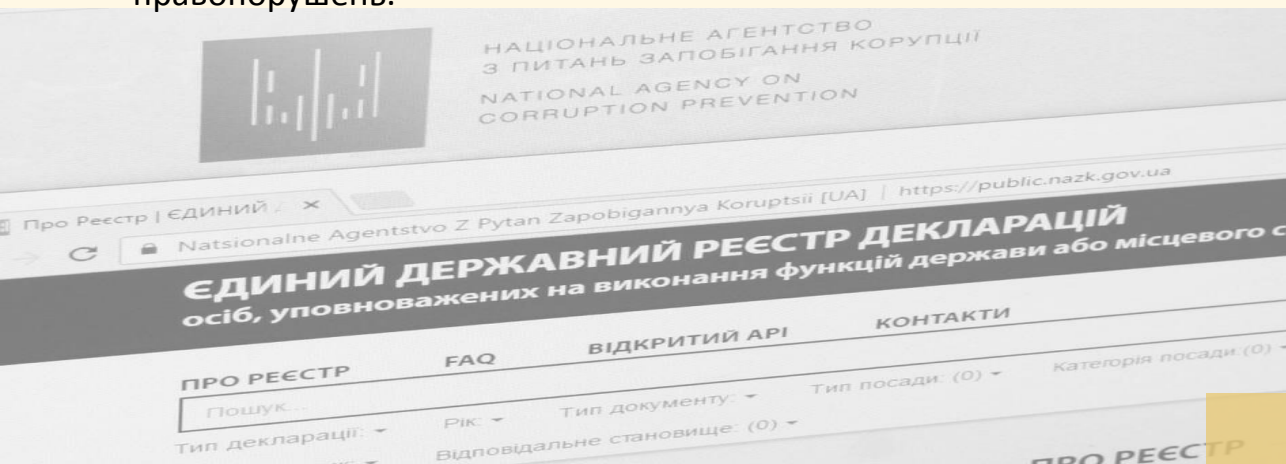 правопорушень.
НАЦІОНАЛЬНЕ АГЕНТСТВО
З ПИТАНЬ ЗАПОБІГАННЯ КОРУПЦІЇ
NATIONAL AGENCY ON
CORRUPTION PREVENTION
Про Реєстр | ЄДИНИЙ
Natsionalne Agentstvo Z Pytan Zapobigannya Koruptsii [UA] | https://public.nazk.gov.ua
ЄДИНИЙ ДЕРЖАВНИЙ РЕЄСТР ДЕКЛАРАЦІЙ
осіб, уповноважених на виконання функцій держави або місцевого с
ПРО РЕЄСТР FAQ ВІДКРИТИЙ API КОНТАКТИ
Пошук...
Тип декларації: Рік: Тип документу: Тип посади: (0) Категорія посади: (0)
Відповідальне становище: (0)
ПРО РЕЄСТР